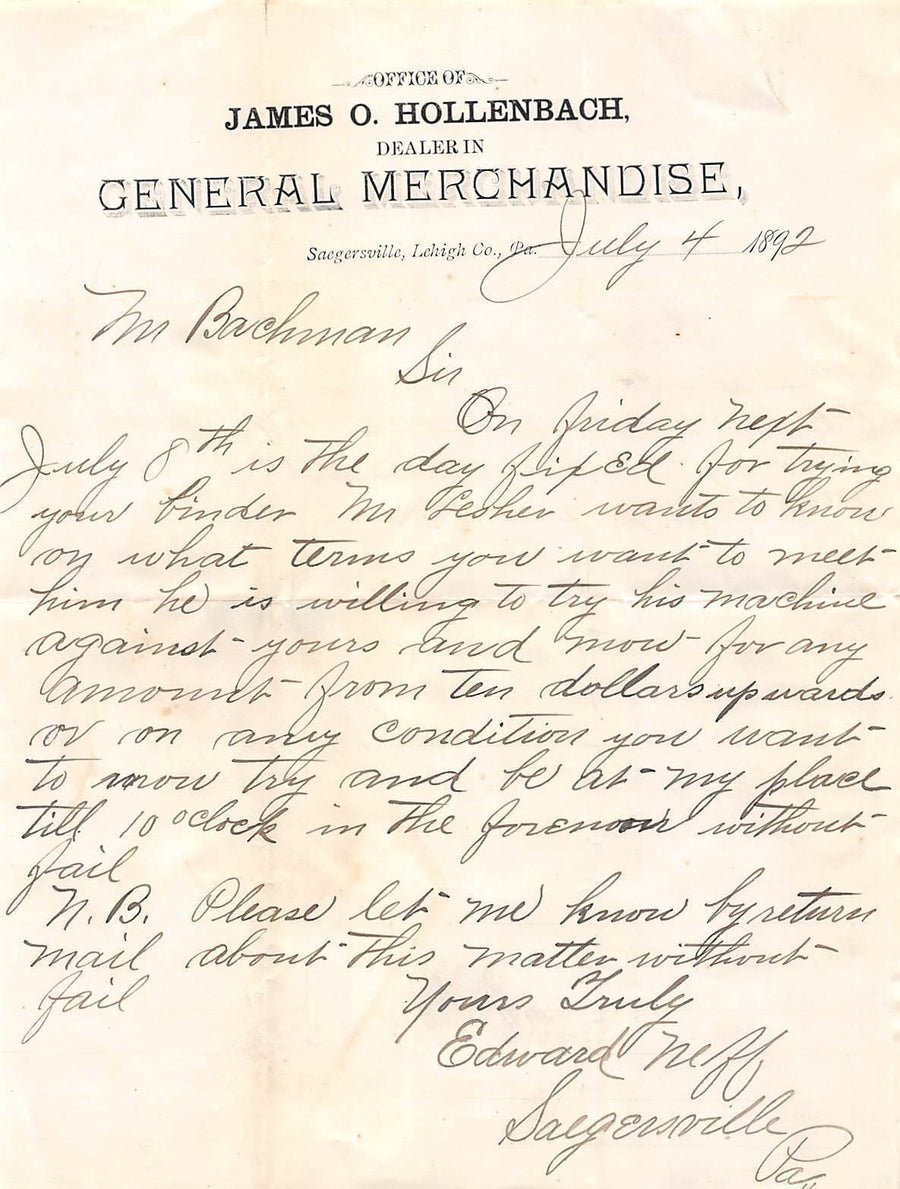 OFFICE OF
JAMES O. HOLLENBACH,
DEALER IN
GENERAL MERCHANDISE,
Saegersville, Lehigh Co., Pa. July 4 1892
Mr Bachman
Sir
On friday next
July 8th is the day fixed for trying
your binder Mr Lesher wants to know
on what terms you want to meet
him he is willing to try his machine
against yours and mow for any
amount from ten dollars upwards
or on any condition you want
to mow try and be at my place
till 10 oclock in the forenoon without
fail
N.B. Please let me know by return
mail about this matter without
fail
Yours Truly
Edward Neff
Saegersville
Pa.